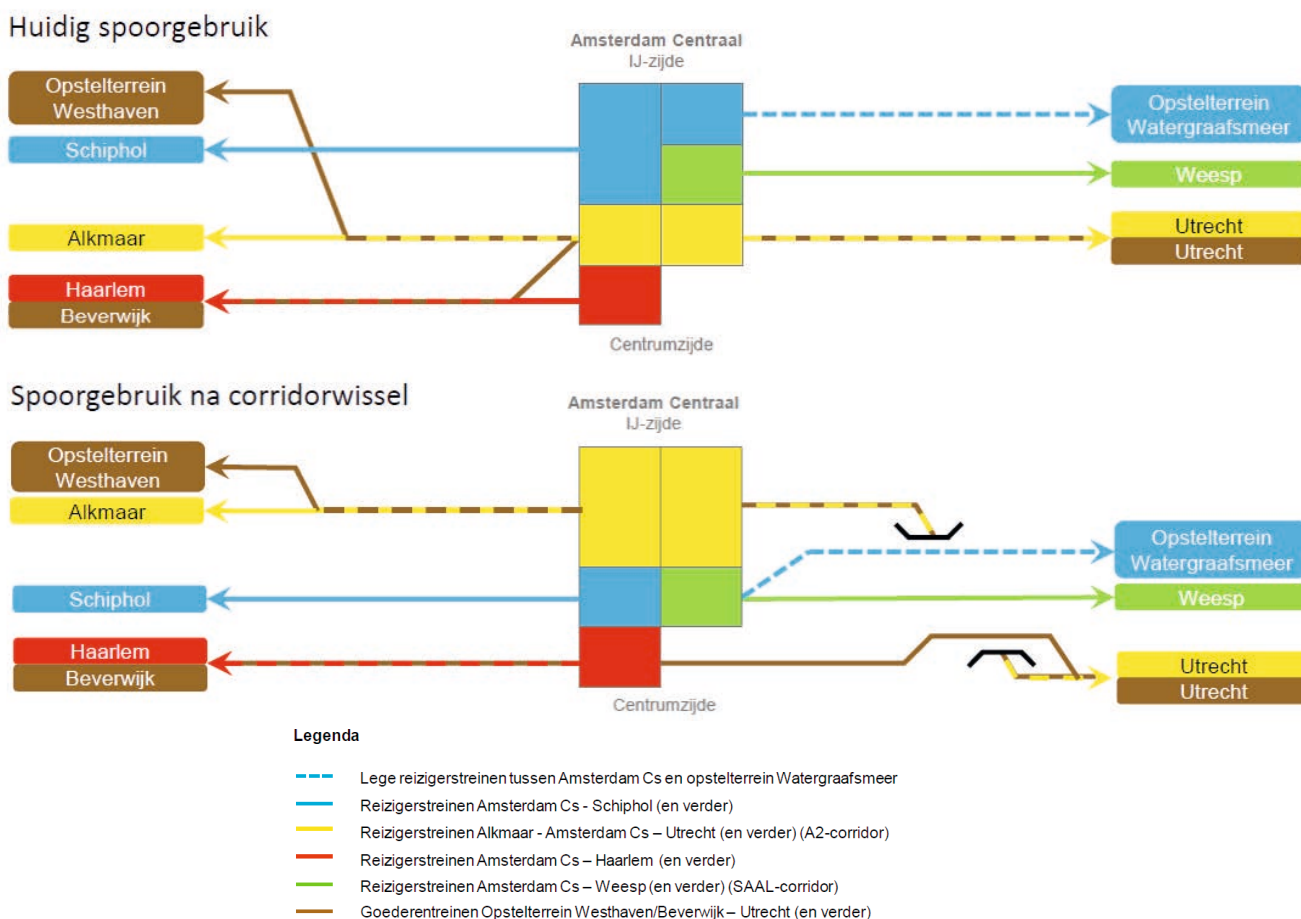 Huidig spoorgebruik
Amsterdam Centraal
IJ-zijde
Opstelterrein
Westhaven
Schiphol
Alkmaar
Haarlem
Beverwijk
Opstelterrein
Watergraafsmeer
Weesp
Utrecht
Utrecht
Centrumzijde
Spoorgebruik na corridorwissel
Amsterdam Centraal
IJ-zijde
Opstelterrein
Westhaven
Alkmaar
Schiphol
Haarlem
Beverwijk
Opstelterrein
Watergraafsmeer
Weesp
Utrecht
Utrecht
Centrumzijde
Legenda
Lege reizigerstreinen tussen Amsterdam Cs en opstelterrein Watergraafsmeer
Reizigerstreinen Amsterdam Cs - Schiphol (en verder)
Reizigerstreinen Alkmaar - Amsterdam Cs – Utrecht (en verder) (A2-corridor)
Reizigerstreinen Amsterdam Cs – Haarlem (en verder)
Reizigerstreinen Amsterdam Cs – Weesp (en verder) (SAAL-corridor)
Goederentreinen Opstelterrein Westhaven/Beverwijk – Utrecht (en verder)